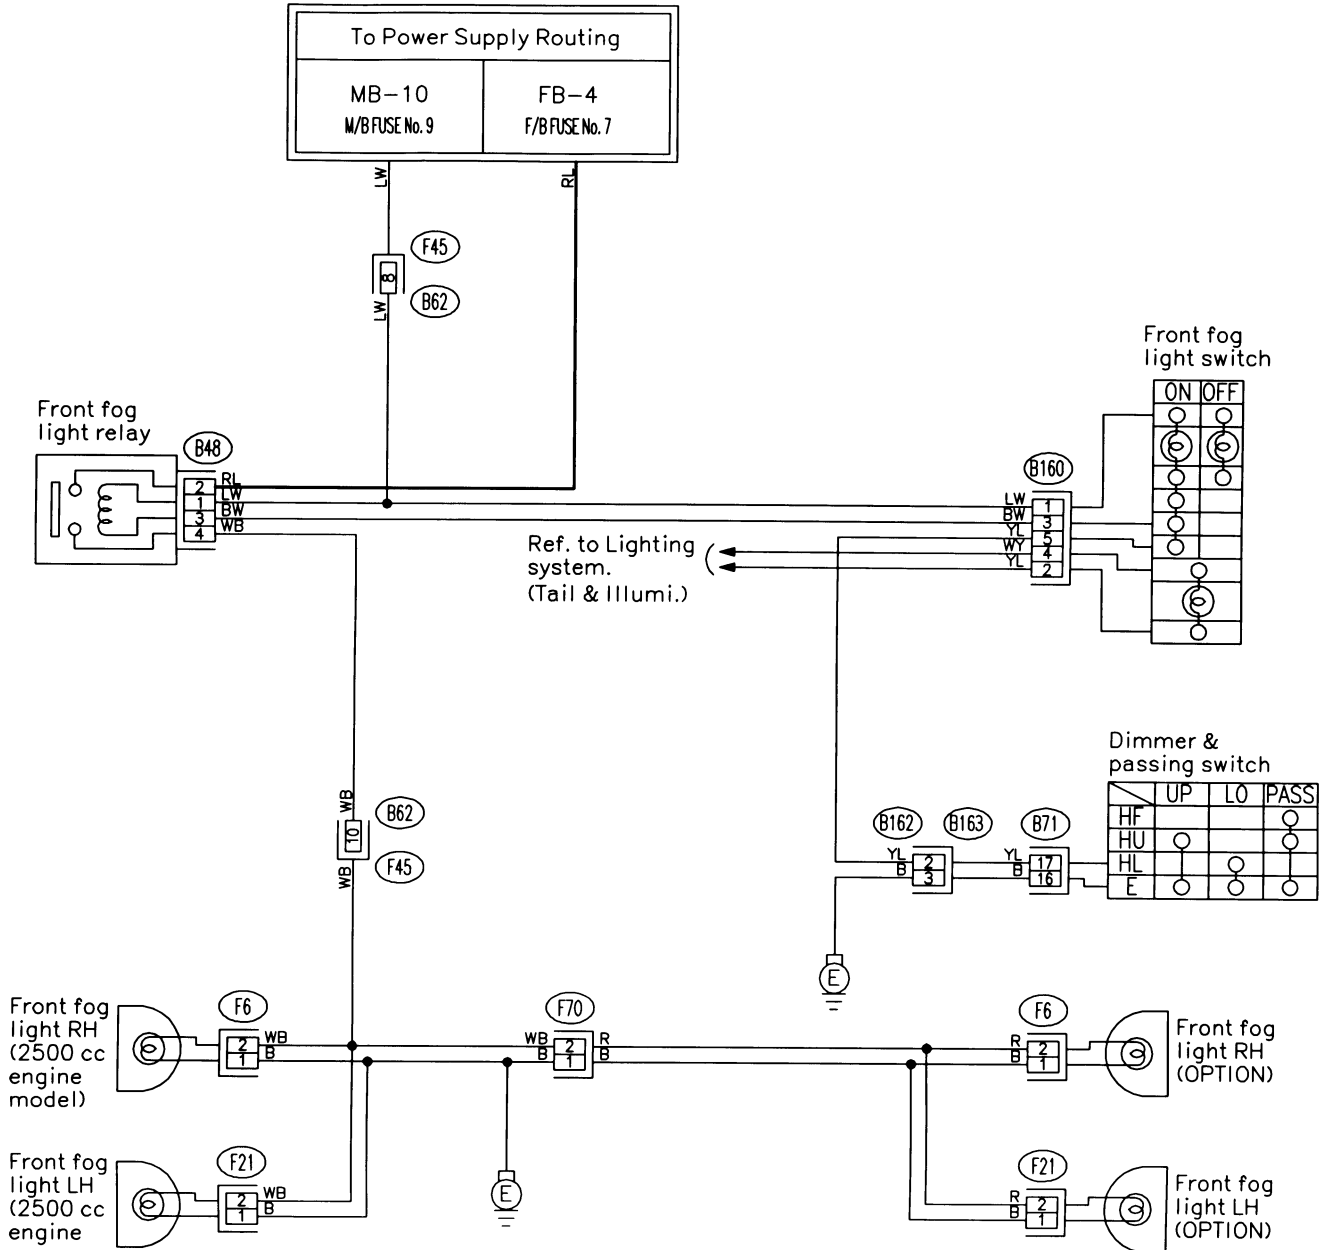 To Power Supply Routing
MB-10
FB-4
M/B FUSE No. 9
F/B FUSE No. 7
LW
RL
F45
8
LW
B62
Front fog
light switch
ON OFF
Front fog
light relay
B48
B160
2 RL
1 LW
3 BW
4 WB
LW 1
BW 3
YL 5
WY 4
YL 2
Ref. to Lighting
system.
(Tail & Illumi.)
Dimmer &
passing switch
UP LO PASS
HF
HU
HL
E
WB
10
B62
WB
F45
B162
B163
B71
YL 2
B 3
YL 17
B 16
E
Front fog
light RH
(2500 cc
engine
model)
F6
2 WB
1 B
F70
WB 2 R
B 1 B
F6
R 2
B 1
Front fog
light RH
(OPTION)
Front fog
light LH
(2500 cc
engine
F21
2 WB
1 B
E
F21
R 2
B 1
Front fog
light LH
(OPTION)